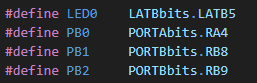 #define LED0 LATBbits.LATB5
#define PB0 PORTAbits.RA4
#define PB1 PORTBbits.RB8
#define PB2 PORTBbits.RB9